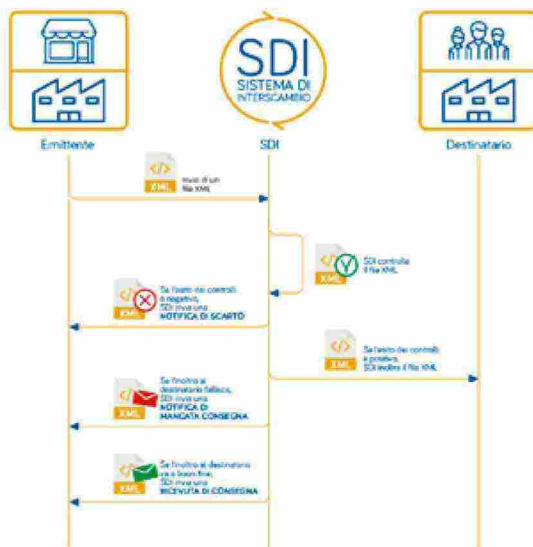 SDI
SISTEMA DI
INTERSCAMBIO
Emittente
SDI
Destinatario
</>
XML
Invio di un
file XML
</>
XML
SDI controlla
il file XML
</>
XML
Se l'esito dei controlli
è negativo,
SDI invia una
NOTIFICA DI SCARTO
</>
XML
Se l'esito dei controlli
è positivo,
SDI inoltra il file XML
</>
XML
Se l'inoltro al
destinatario fallisce,
SDI invia una
NOTIFICA DI
MANCATA CONSEGNA
</>
XML
Se l'inoltro al destinatario
va a buon fine,
SDI invia una
RICEVUTA DI CONSEGNA